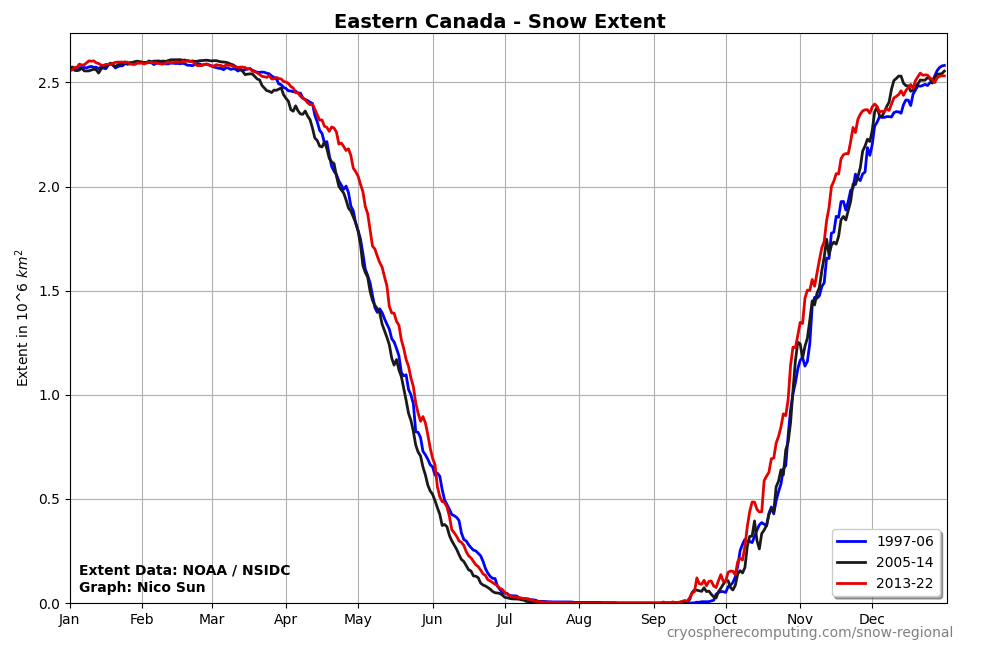 Eastern Canada - Snow Extent
Extent in 10^6 km²
2.5
2.0
1.5
1.0
0.5
0.0
Extent Data: NOAA / NSIDC
Graph: Nico Sun
1997-06
2005-14
2013-22
Jan Feb Mar Apr May Jun Jul Aug Sep Oct Nov Dec
cryospherecomputing.com/snow-regional